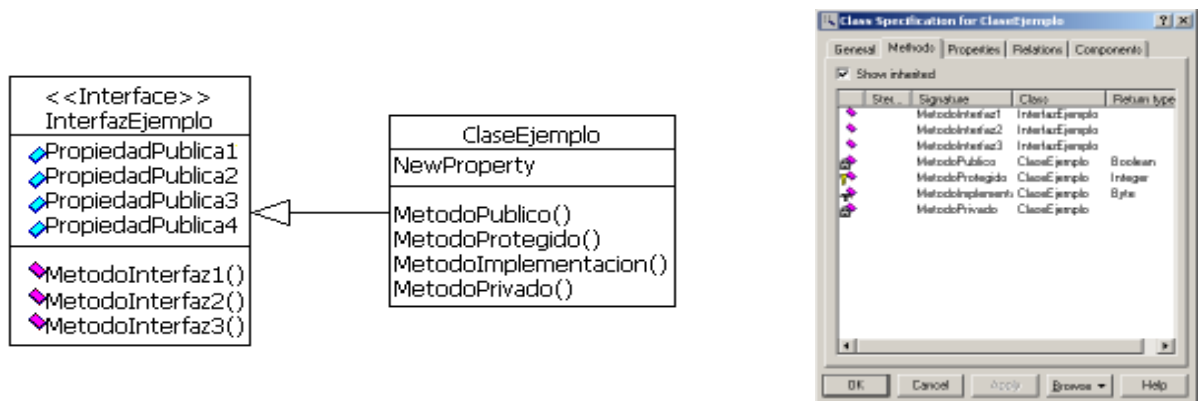 <<Interface>>
InterfazEjemplo
PropiedadPublica1
PropiedadPublica2
PropiedadPublica3
PropiedadPublica4
MetodoInterfaz1()
MetodoInterfaz2()
MetodoInterfaz3()
ClaseEjemplo
NewProperty
MetodoPublico()
MetodoProtegido()
MetodoImplementacion()
MetodoPrivado()
Class Specification for ClaseEjemplo
General Methods Properties Relations Components
Show inherited
Ster... Signature Class Return type
MetodoInterfaz1 InterfazEjemplo
MetodoInterfaz2 InterfazEjemplo
MetodoInterfaz3 InterfazEjemplo
MetodoPublico ClaseEjemplo Boolean
MetodoProtegido ClaseEjemplo Integer
MetodoImplementa ClaseEjemplo Byte
MetodoPrivado ClaseEjemplo
OK Cancel Apply Browse Help